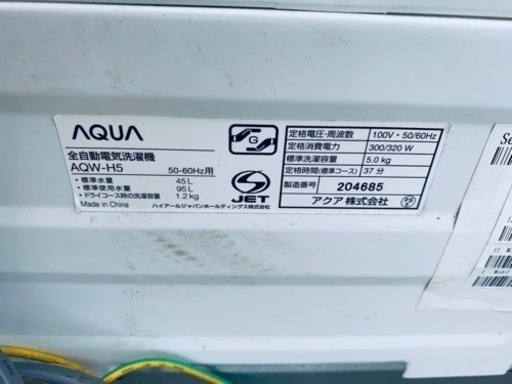 AQUA
全自動電気洗濯機
AQW-H5
50-60Hz用
・標準水量 45L
・標準使用水量 95L
・ドライコース時の洗濯容量 1.2kg
Made in China
ハイアールジャパンホールディングス株式会社
G
S
JET
定格電圧・周波数 100V・50/60Hz
定格消費電力 300/320 W
標準洗濯容量 5.0kg
定格時間(標準コース) 37分
製造番号 204685
アクア 株式会社
Se